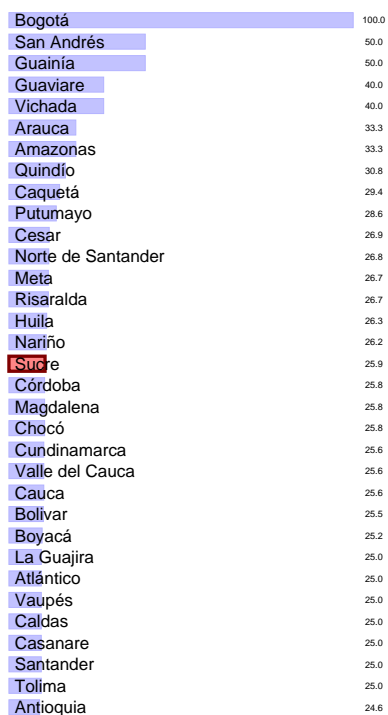 Bogotá 100.0
San Andrés 50.0
Guainía 50.0
Guaviare 40.0
Vichada 40.0
Arauca 33.3
Amazonas 33.3
Quindío 30.8
Caquetá 29.4
Putumayo 28.6
Cesar 26.9
Norte de Santander 26.8
Meta 26.7
Risaralda 26.7
Huila 26.3
Nariño 26.2
Sucre 25.9
Córdoba 25.8
Magdalena 25.8
Chocó 25.8
Cundinamarca 25.6
Valle del Cauca 25.6
Cauca 25.6
Bolivar 25.5
Boyacá 25.2
La Guajira 25.0
Atlántico 25.0
Vaupés 25.0
Caldas 25.0
Casanare 25.0
Santander 25.0
Tolima 25.0
Antioquia 24.6